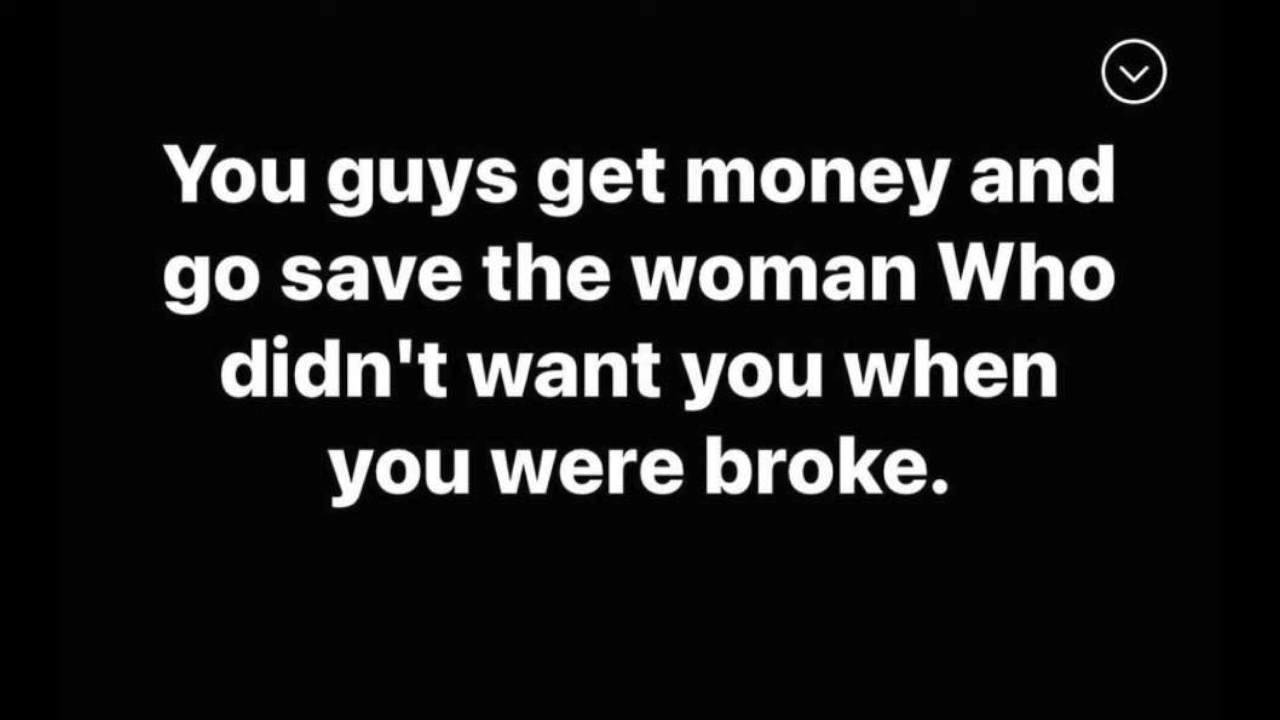 You guys get money and
go save the woman Who
didn't want you when
you were broke.